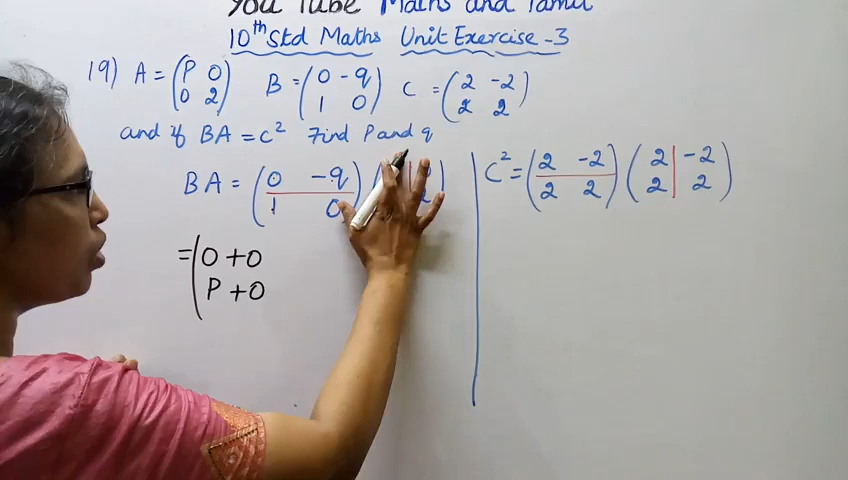 You Tube Maths and Tamil
10th Std Maths Unit Exercise -3
19) A = (P 0 0 2) B = (0 -q 1 0) C = (2 -2 2 2)
and if BA = C² Find P and q
BA = (0 -q 1 0)
= (0 + 0
P + 0
C² = (2 -2 2 2) (2 -2 2 2)